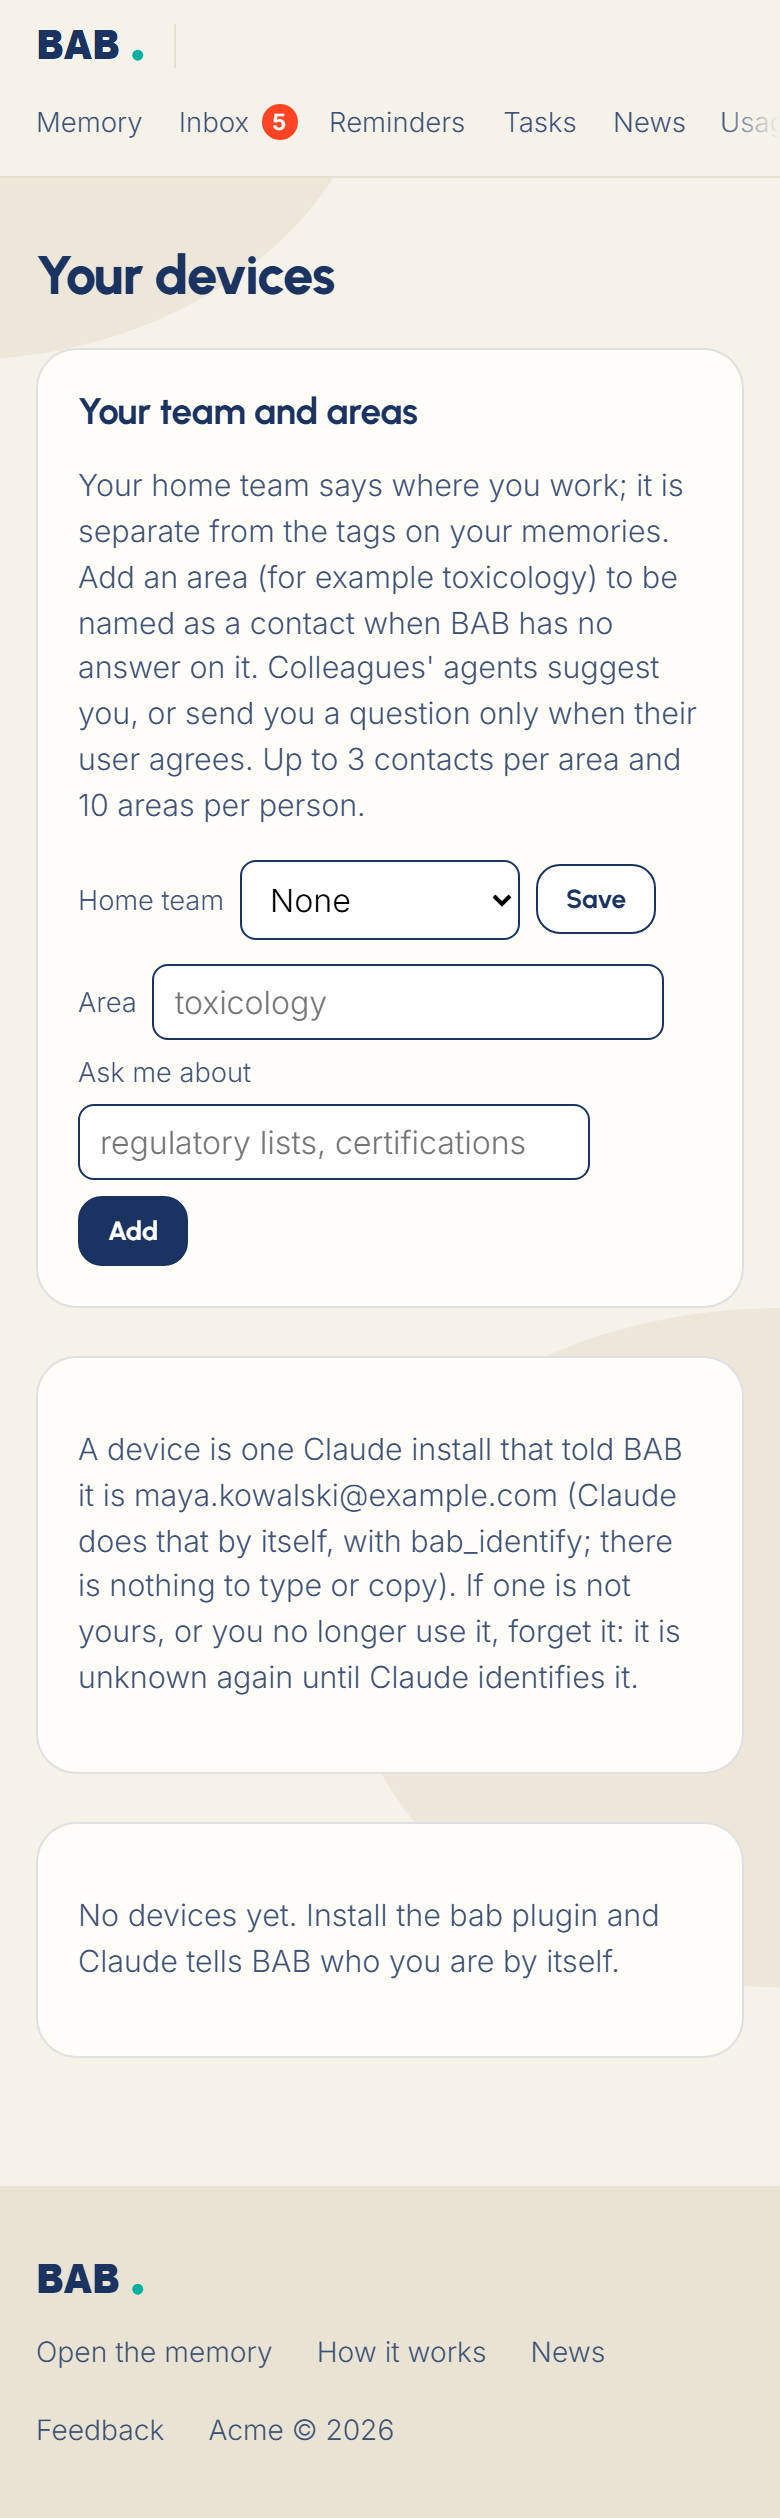 BAB .
Memory Inbox 5 Reminders Tasks News Usag
Your devices
Your team and areas
Your home team says where you work; it is
separate from the tags on your memories.
Add an area (for example toxicology) to be
named as a contact when BAB has no
answer on it. Colleagues' agents suggest
you, or send you a question only when their
user agrees. Up to 3 contacts per area and
10 areas per person.
Home team None Save
Area toxicology
Ask me about
regulatory lists, certifications
Add
A device is one Claude install that told BAB
it is maya.kowalski@example.com (Claude
does that by itself, with bab_identify; there
is nothing to type or copy). If one is not
yours, or you no longer use it, forget it: it is
unknown again until Claude identifies it.
No devices yet. Install the bab plugin and
Claude tells BAB who you are by itself.
BAB .
Open the memory How it works News
Feedback Acme © 2026